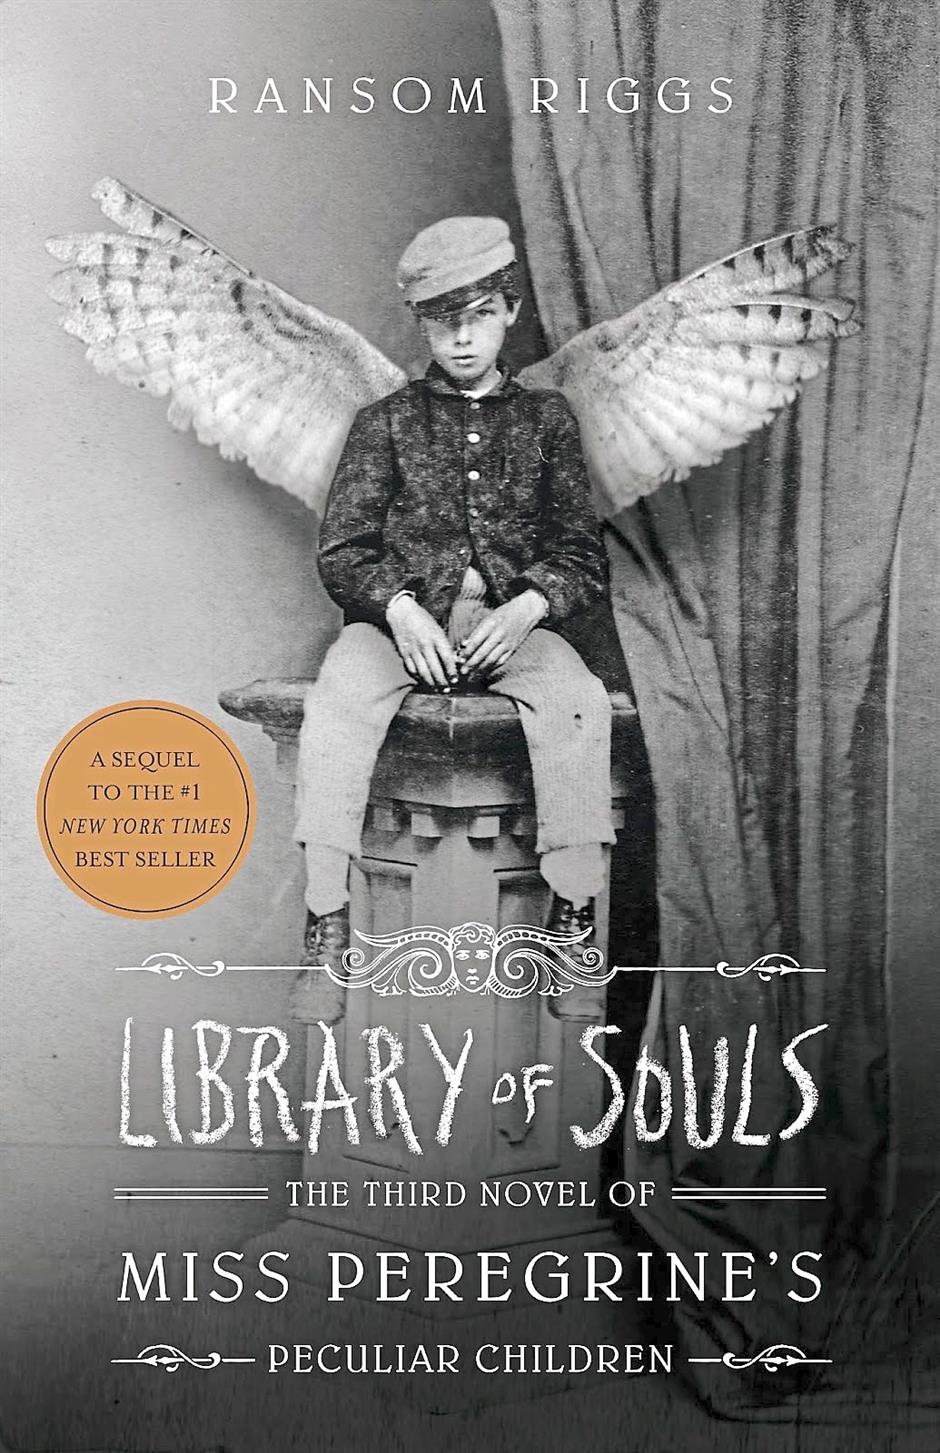 RANSOM RIGGS
A SEQUEL
TO THE #1
NEW YORK TIMES
BEST SELLER
LIBRARY OF SOULS
THE THIRD NOVEL OF
MISS PEREGRINE'S
PECULIAR CHILDREN